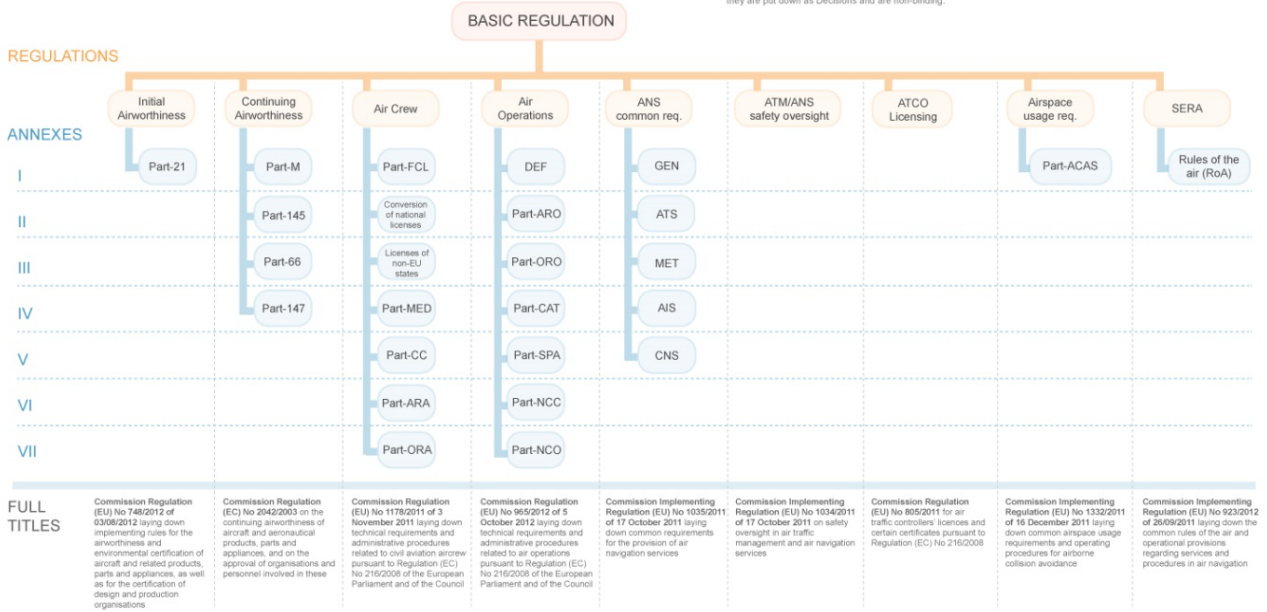 they are put down as Decisions and are non-binding.
BASIC REGULATION
REGULATIONS
Initial
Airworthiness
Continuing
Airworthiness
Air Crew
Air
Operations
ANS
common req.
ATM/ANS
safety oversight
ATCO
Licensing
Airspace
usage req.
SERA
ANNEXES
I
Part-21
Part-M
Part-FCL
DEF
GEN
Part-ACAS
Rules of the
air (RoA)
II
Part-145
Conversion
of national
licenses
Part-ARO
ATS
III
Part-66
Licenses of
non-EU
states
Part-ORO
MET
IV
Part-147
Part-MED
Part-CAT
AIS
V
Part-CC
Part-SPA
CNS
VI
Part-ARA
Part-NCC
VII
Part-ORA
Part-NCO
FULL
TITLES
Commission Regulation
(EU) No 748/2012 of
03/08/2012 laying down
implementing rules for the
airworthiness and
environmental certification of
aircraft and related products,
parts and appliances, as well
as for the certification of
design and production
organisations
Commission Regulation
(EC) No 2042/2003 on the
continuing airworthiness of
aircraft and aeronautical
products, parts and
appliances, and on the
approval of organisations and
personnel involved in these
Commission Regulation
(EU) No 1178/2011 of 3
November 2011 laying down
technical requirements and
administrative procedures
related to civil aviation aircrew
pursuant to Regulation (EC)
No 216/2008 of the European
Parliament and of the Council
Commission Regulation
(EU) No 965/2012 of 5
October 2012 laying down
technical requirements and
administrative procedures
related to air operations
pursuant to Regulation (EC)
No 216/2008 of the European
Parliament and of the Council
Commission Implementing
Regulation (EU) No 1035/2011
of 17 October 2011 laying
down common requirements
for the provision of air
navigation services
Commission Implementing
Regulation (EU) No 1034/2011
of 17 October 2011 on safety
oversight in air traffic
management and air navigation
services
Commission Regulation
(EU) No 805/2011 for air
traffic controllers' licences and
certain certificates pursuant to
Regulation (EC) No 216/2008
Commission Implementing
Regulation (EU) No 1332/2011
of 16 December 2011 laying
down common airspace usage
requirements and operating
procedures for airborne
collision avoidance
Commission Implementing
Regulation (EU) No 923/2012
of 26/09/2011 laying down the
common rules of the air and
operational provisions
regarding services and
procedures in air navigation